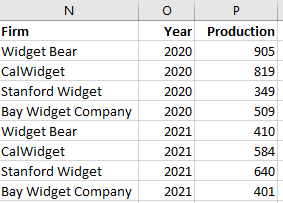 N O P
Firm Year Production
Widget Bear 2020 905
CalWidget 2020 819
Stanford Widget 2020 349
Bay Widget Company 2020 509
Widget Bear 2021 410
CalWidget 2021 584
Stanford Widget 2021 640
Bay Widget Company 2021 401